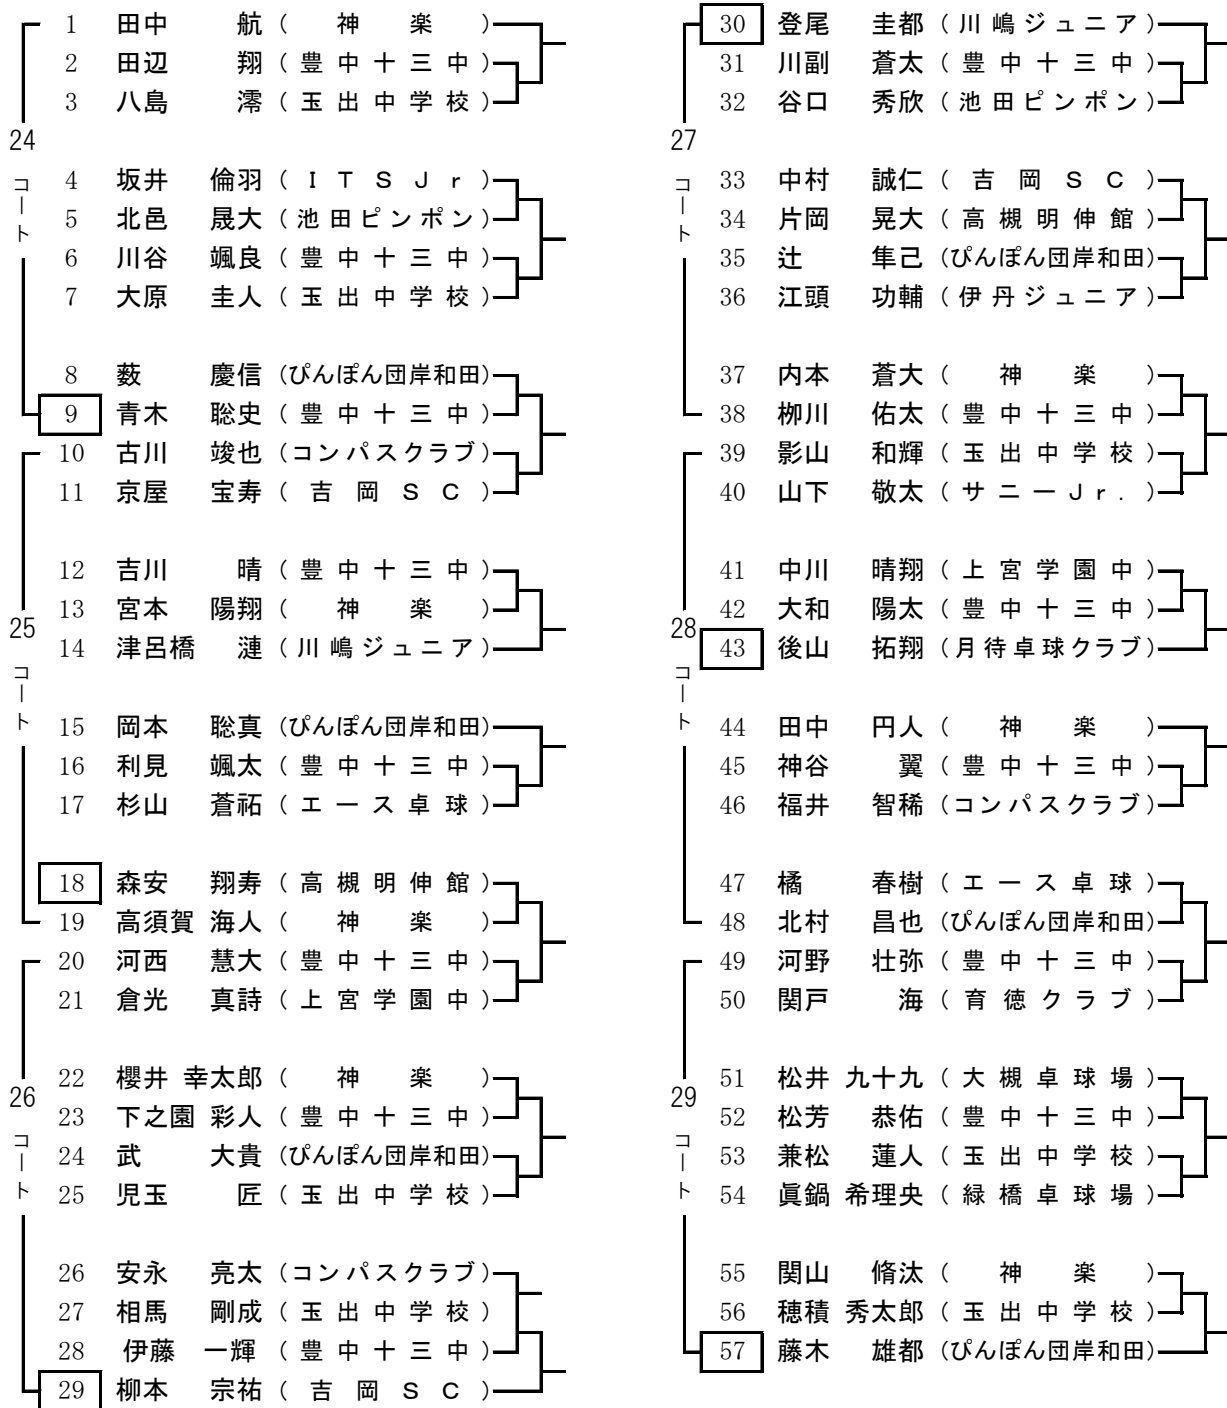 1 田中 航 ( 神 楽 )
2 田辺 翔 ( 豊 中 十 三 中 )
3 八島 澪 ( 玉 出 中 学 校 )
24
コート
4 坂井 倫羽 ( I T S J r )
5 北邑 晟大 ( 池 田 ピ ン ポ ン )
6 川谷 颯良 ( 豊 中 十 三 中 )
7 大原 圭人 ( 玉 出 中 学 校 )
8 薮 慶信 (ぴんぽん団岸和田)
9 青木 聡史 ( 豊 中 十 三 中 )
10 古川 竣也 (コンパスクラブ)
11 京屋 宝寿 ( 吉 岡 S C )
12 吉川 晴 ( 豊 中 十 三 中 )
13 宮本 陽翔 ( 神 楽 )
25
14 津呂橋 漣 ( 川 嶋 ジ ュ ニ ア )
コート
15 岡本 聡真 (ぴんぽん団岸和田)
16 利見 颯太 ( 豊 中 十 三 中 )
17 杉山 蒼祐 ( エ ー ス 卓 球 )
18 森安 翔寿 ( 高 槻 明 伸 館 )
19 高須賀 海人 ( 神 楽 )
20 河西 慧大 ( 豊 中 十 三 中 )
21 倉光 真詩 ( 上 宮 学 園 中 )
22 櫻井 幸太郎 ( 神 楽 )
26
23 下之園 彩人 ( 豊 中 十 三 中 )
コート
24 武 大貴 (ぴんぽん団岸和田)
25 児玉 匠 ( 玉 出 中 学 校 )
26 安永 亮太 (コンパスクラブ)
27 相馬 剛成 ( 玉 出 中 学 校 )
28 伊藤 一輝 ( 豊 中 十 三 中 )
29 柳本 宗祐 ( 吉 岡 S C )
30 登尾 圭都 ( 川 嶋 ジ ュ ニ ア )
31 川副 蒼太 ( 豊 中 十 三 中 )
32 谷口 秀欣 ( 池 田 ピ ン ポ ン )
27
コート
33 中村 誠仁 ( 吉 岡 S C )
34 片岡 晃大 ( 高 槻 明 伸 館 )
35 辻 隼己 (ぴんぽん団岸和田)
36 江頭 功輔 ( 伊 丹 ジ ュ ニ ア )
37 内本 蒼大 ( 神 楽 )
38 栁川 佑太 ( 豊 中 十 三 中 )
39 影山 和輝 ( 玉 出 中 学 校 )
40 山下 敬太 ( サ ニ ー J r . )
41 中川 晴翔 ( 上 宮 学 園 中 )
42 大和 陽太 ( 豊 中 十 三 中 )
28
43 後山 拓翔 ( 月 待 卓 球 クラブ )
コート
44 田中 円人 ( 神 楽 )
45 神谷 翼 ( 豊 中 十 三 中 )
46 福井 智稀 (コンパスクラブ)
47 橘 春樹 ( エ ー ス 卓 球 )
48 北村 昌也 (ぴんぽん団岸和田)
49 河野 壮弥 ( 豊 中 十 三 中 )
50 関戸 海 ( 育 徳 ク ラ ブ )
51 松井 九十九 ( 大 槻 卓 球 場 )
29
52 松芳 恭佑 ( 豊 中 十 三 中 )
コート
53 兼松 蓮人 ( 玉 出 中 学 校 )
54 眞鍋 希理央 ( 緑 橋 卓 球 場 )
55 関山 脩汰 ( 神 楽 )
56 穂積 秀太郎 ( 玉 出 中 学 校 )
57 藤木 雄都 (ぴんぽん団岸和田)